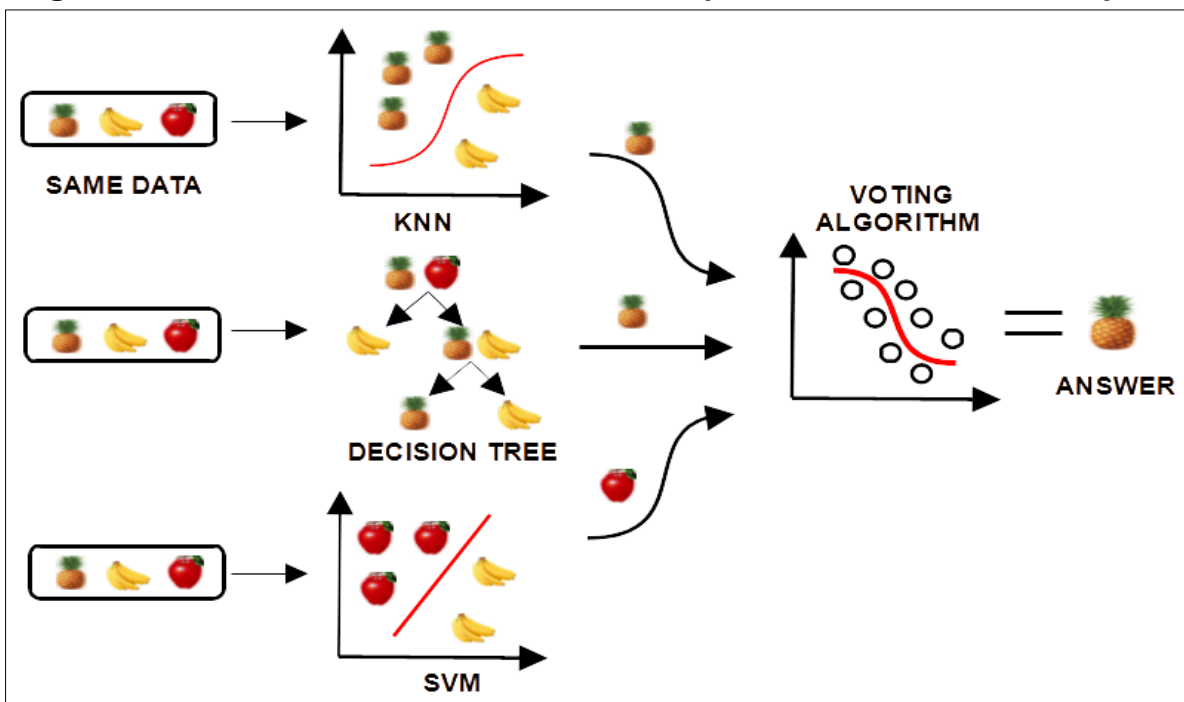 SAME DATA
KNN
DECISION TREE
SVM
VOTING
ALGORITHM
ANSWER